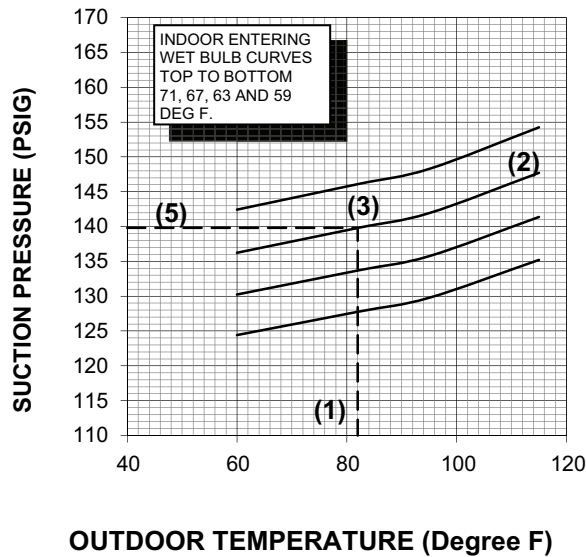 170
165
160
155
150
145
140
135
130
125
120
115
110
SUCTION PRESSURE (PSIG)
INDOOR ENTERING
WET BULB CURVES
TOP TO BOTTOM
71, 67, 63 AND 59
DEG F.
(2)
(3)
(5)
(1)
40 60 80 100 120
OUTDOOR TEMPERATURE (Degree F)